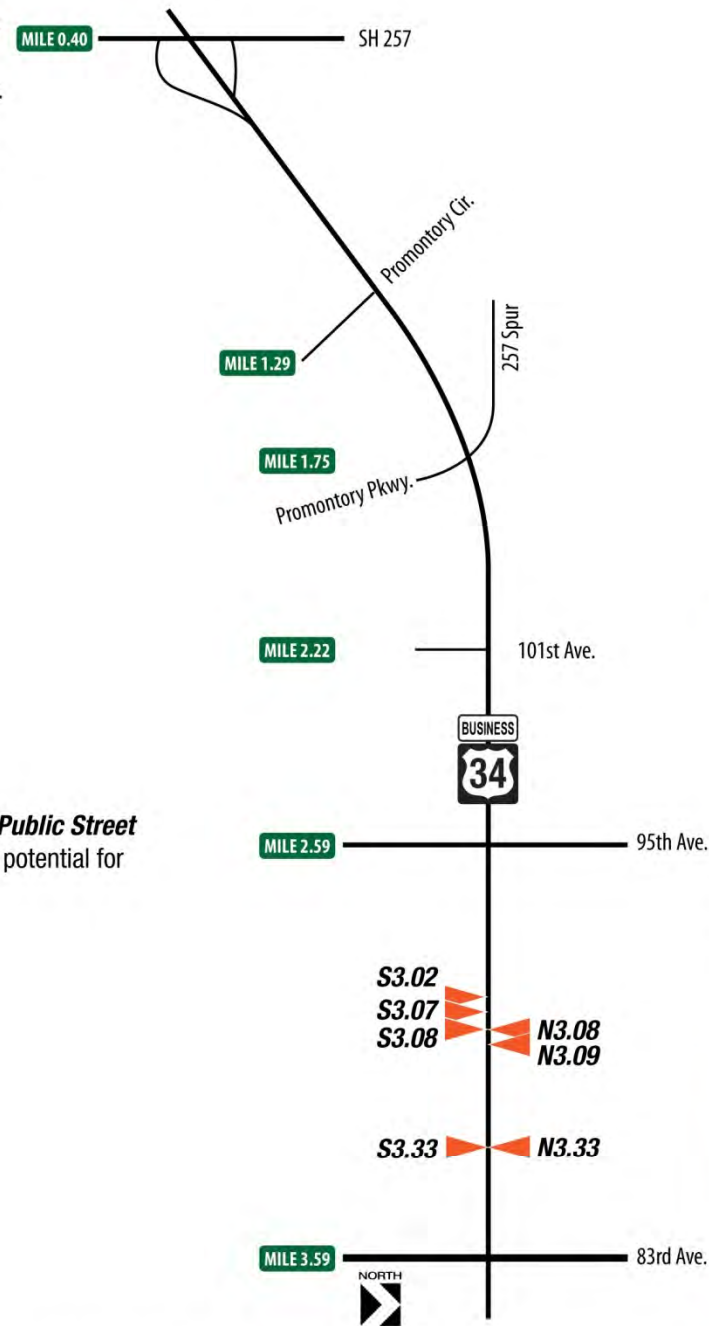 MILE 0.40
SH 257
Promontory Cir.
MILE 1.29
257 Spur
MILE 1.75
Promontory Pkwy.
MILE 2.22
101st Ave.
BUSINESS
34
Public Street
potential for
MILE 2.59
95th Ave.
S3.02
S3.07
S3.08
N3.08
N3.09
S3.33
N3.33
MILE 3.59
83rd Ave.
NORTH